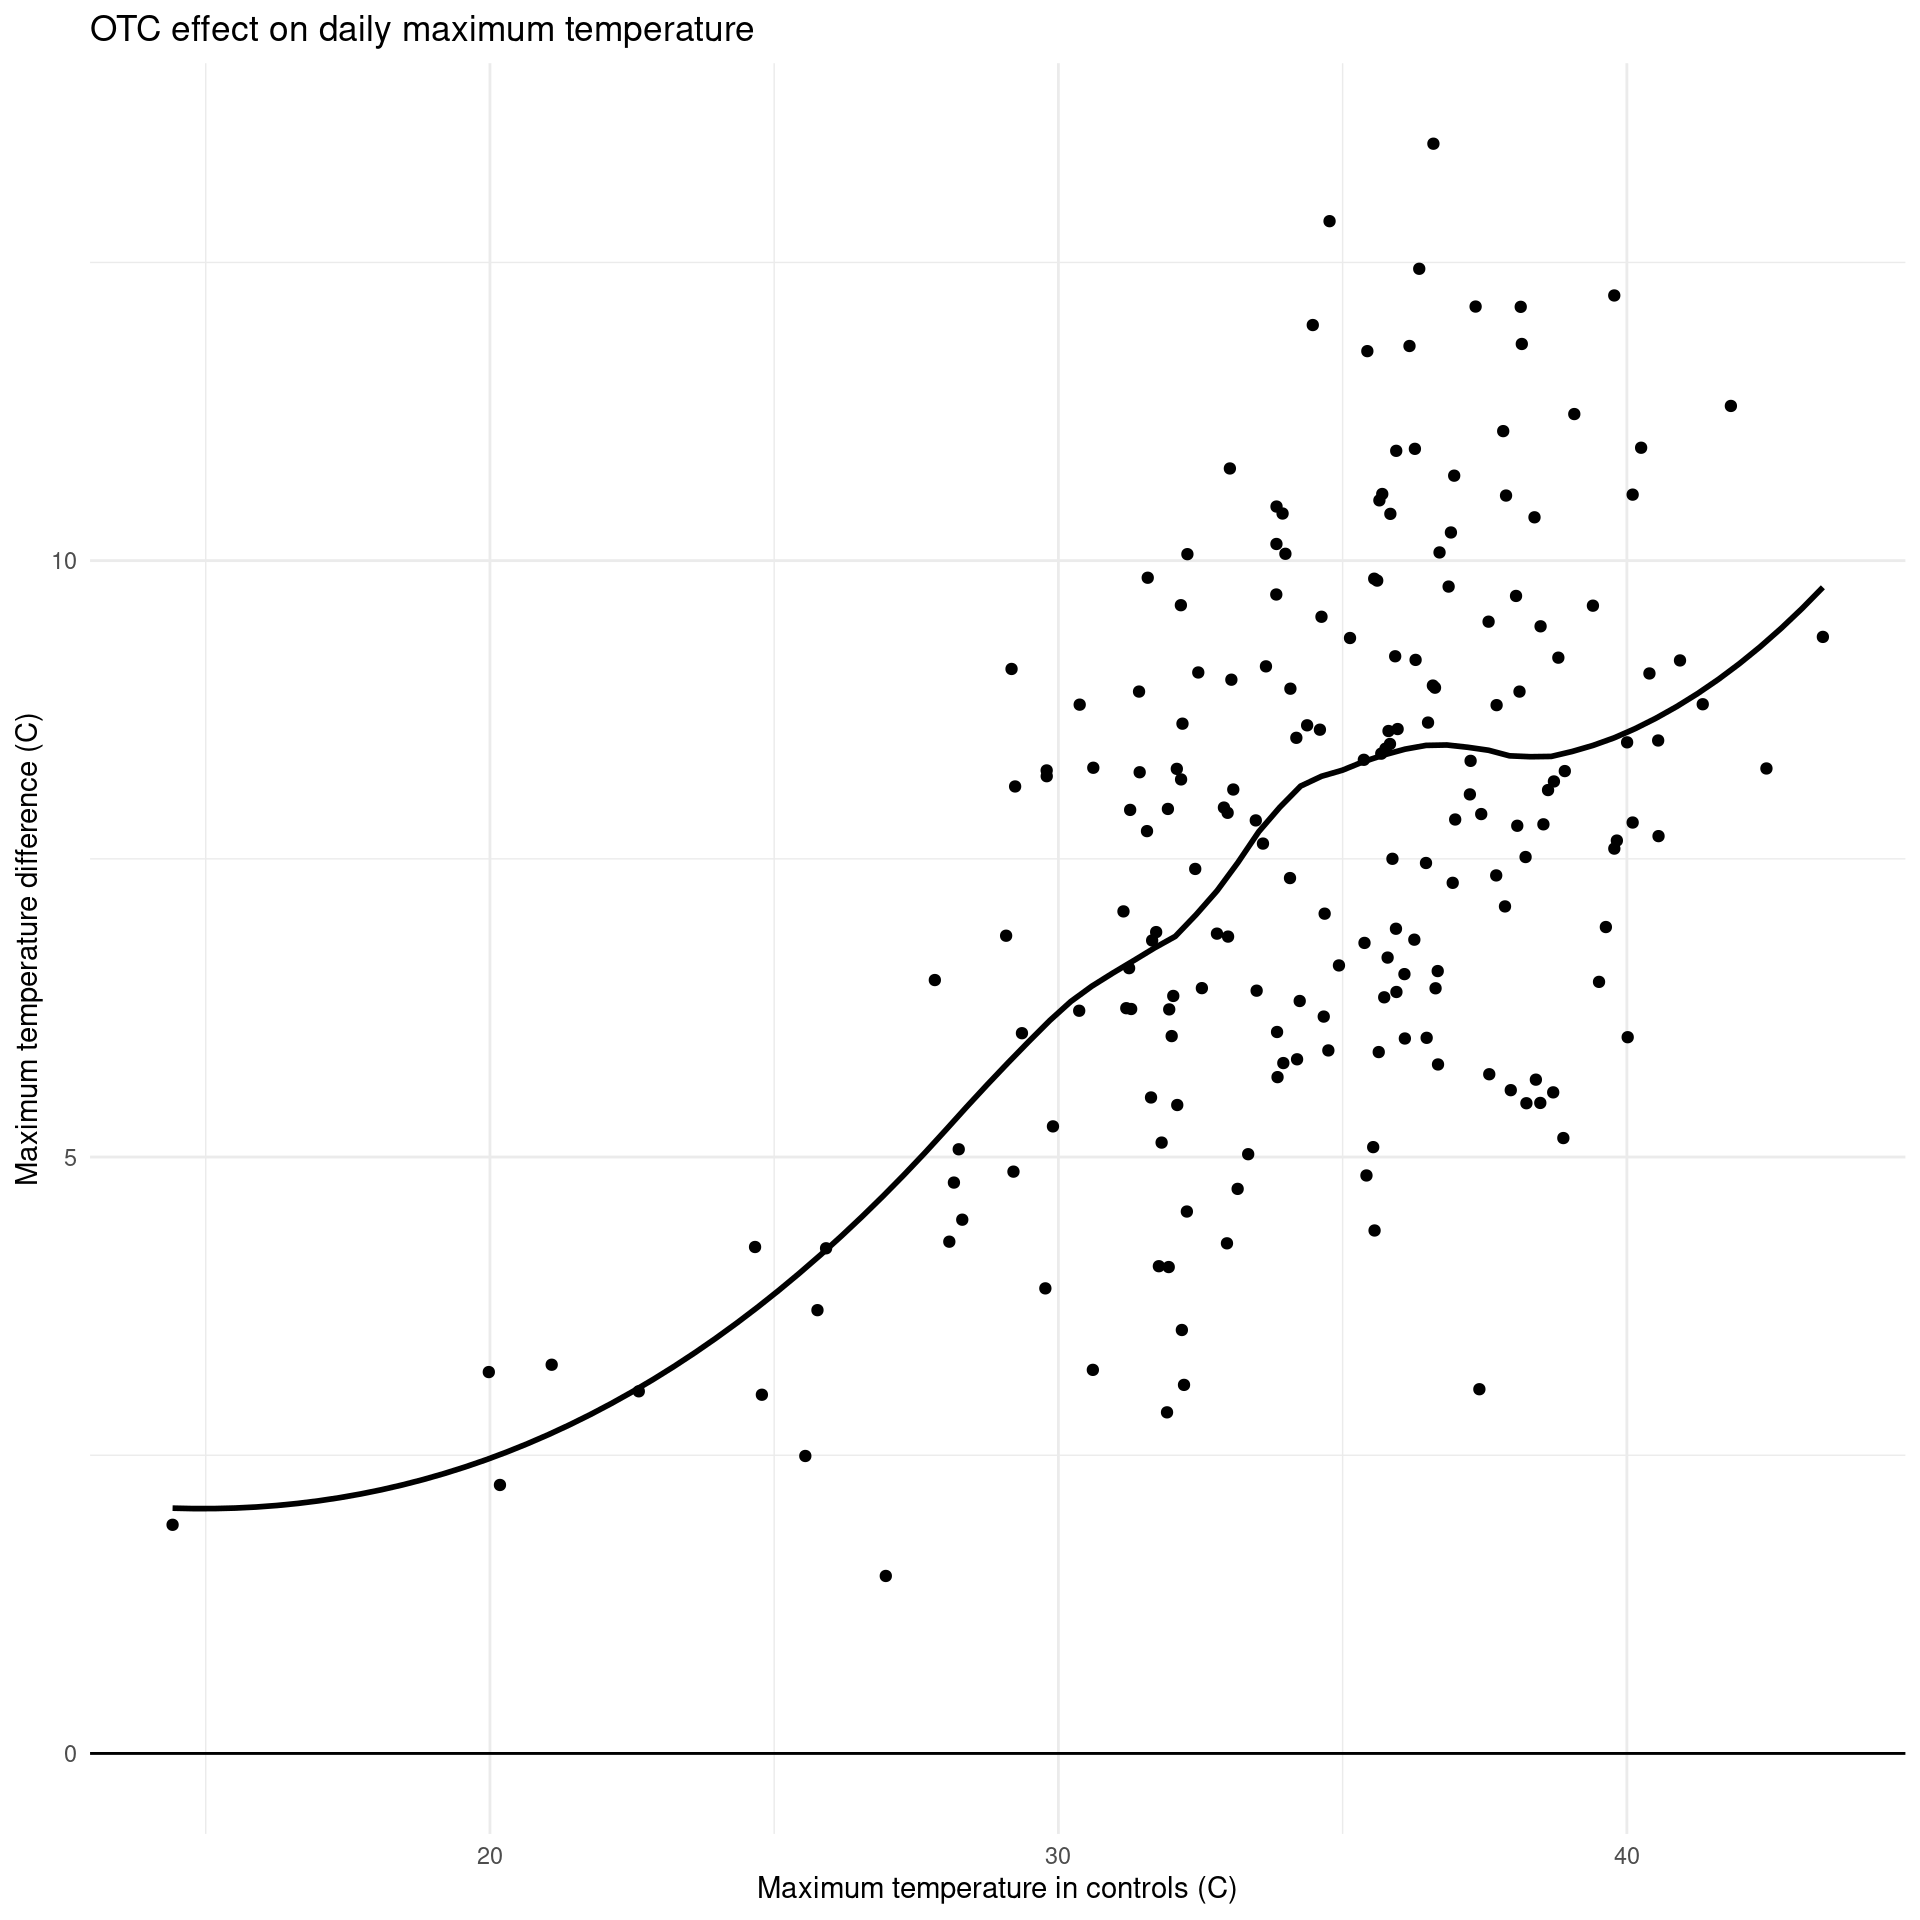 OTC effect on daily maximum temperature
Maximum temperature difference (C)
10
5
0
20
30
40
Maximum temperature in controls (C)